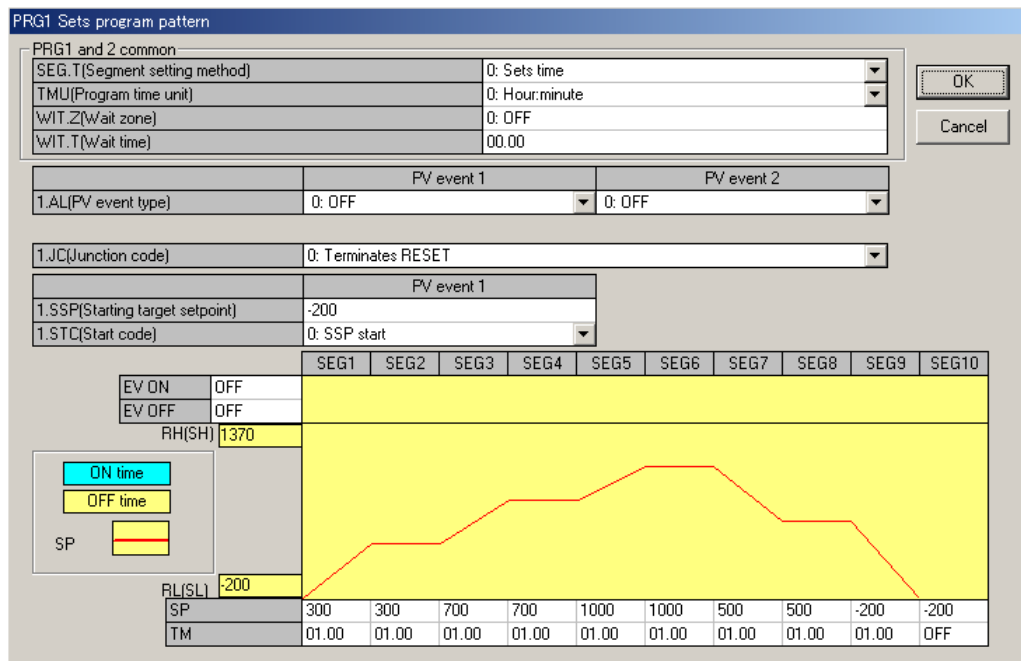 PRG1 Sets program pattern
PRG1 and 2 common
SEG.T(Segment setting method) 0: Sets time
TMU(Program time unit) 0: Hour:minute
WIT.Z(Wait zone) 0: OFF
WIT.T(Wait time) 00.00
OK
Cancel
PV event 1 PV event 2
1.AL(PV event type) 0: OFF 0: OFF
1.JC(Junction code) 0: Terminates RESET
PV event 1
1.SSP(Starting target setpoint) -200
1.STC(Start code) 0: SSP start
SEG1 SEG2 SEG3 SEG4 SEG5 SEG6 SEG7 SEG8 SEG9 SEG10
EV ON OFF
EV OFF OFF
RH(SH) 1370
ON time
OFF time
SP
RL(SL) -200
SP 300 300 700 700 1000 1000 500 500 -200 -200
TM 01.00 01.00 01.00 01.00 01.00 01.00 01.00 01.00 01.00 OFF